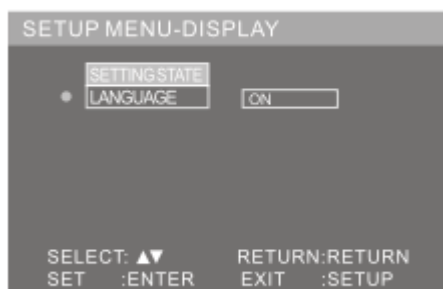 SETUP MENU-DISPLAY
SETTING STATE
LANGUAGE ON
SELECT: ▲▼ RETURN:RETURN
SET :ENTER EXIT :SETUP